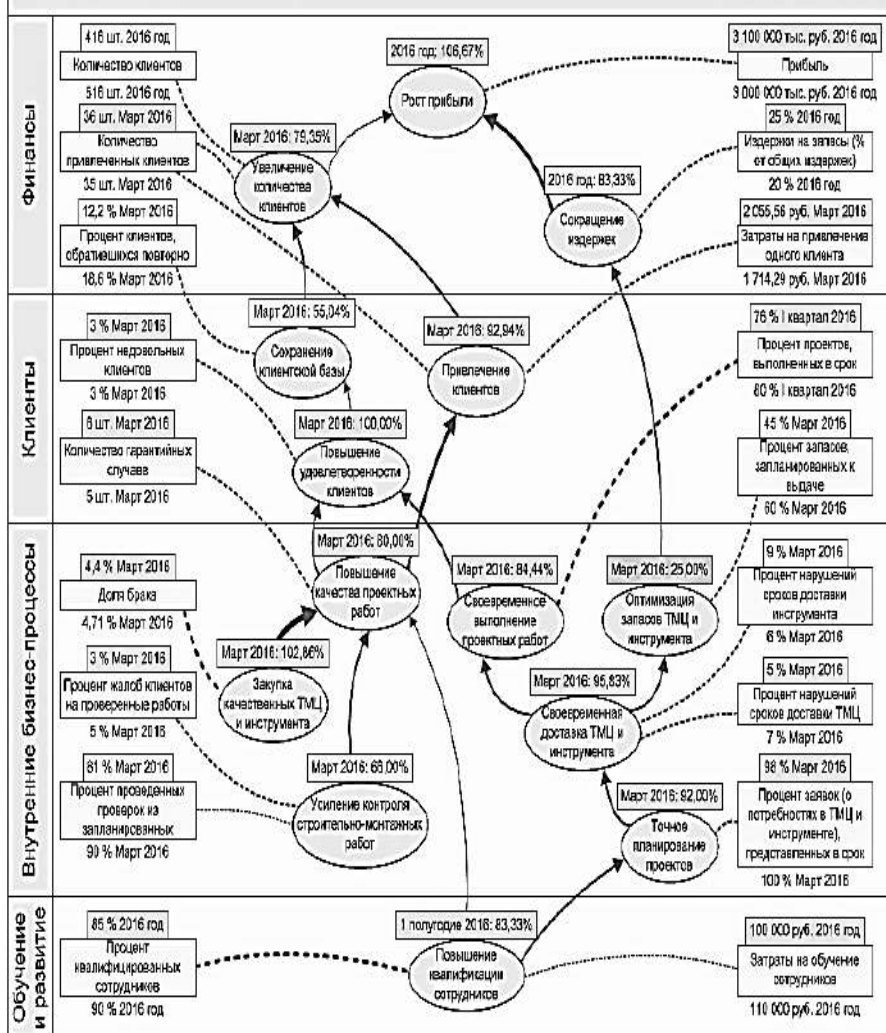 Финансы
416 шт. 2016 год
Количество клиентов
516 шт. 2016 год
36 шт. Март 2016
Количество
привлеченных клиентов
35 шт. Март 2016
12,2 % Март 2016
Процент клиентов,
обратившихся повторно
18,6 % Март 2016
2016 год: 106,67%
Рост прибыли
Март 2016: 79,35%
Увеличение
количества
клиентов
2016 год: 83,33%
Сокращение
издержек
3 100 000 тыс. руб. 2016 год
Прибыль
3 000 000 тыс. руб. 2016 год
25 % 2016 год
Издержки на запасы (%
от общих издержек)
20 % 2016 год
2 055,56 руб. Март 2016
Затраты на привлечение
одного клиента
1 714,29 руб. Март 2016
Клиенты
3 % Март 2016
Процент недовольных
клиентов
3 % Март 2016
6 шт. Март 2016
Количество гарантийных
случаев
5 шт. Март 2016
Март 2016: 55,04%
Сохранение
клиентской базы
Март 2016: 92,94%
Привлечение
клиентов
Март 2016: 100,00%
Повышение
удовлетворенности
клиентов
76 % I квартал 2016
Процент проектов,
выполненных в срок
80 % I квартал 2016
45 % Март 2016
Процент запасов,
запланированных к
выдаче
60 % Март 2016
Внутренние бизнес-процессы
4,4 % Март 2016
Доля брака
4,71 % Март 2016
3 % Март 2016
Процент жалоб клиентов
на проверенные работы
5 % Март 2016
81 % Март 2016
Процент проведенных
проверок из
запланированных
90 % Март 2016
Март 2016: 80,00%
Повышение
качества проектных
работ
Март 2016: 84,44%
Своевременное
выполнение
проектных работ
Март 2016: 25,00%
Оптимизация
запасов ТМЦ и
инструмента
Март 2016: 102,86%
Закупка
качественных ТМЦ
и инструмента
Март 2016: 95,83%
Своевременная
доставка ТМЦ и
инструмента
Март 2016: 66,00%
Усиление контроля
строительно-монтажных
работ
Март 2016: 92,00%
Точное
планирование
проектов
9 % Март 2016
Процент нарушений
сроков доставки
инструмента
6 % Март 2016
5 % Март 2016
Процент нарушений
сроков доставки ТМЦ
7 % Март 2016
98 % Март 2016
Процент заявок (о
потребностях в ТМЦ и
инструменте),
представленных в срок
100 % Март 2016
Обучение
и развитие
85 % 2016 год
Процент
квалифицированных
сотрудников
90 % 2016 год
1 полугодие 2016: 83,33%
Повышение
квалификации
сотрудников
100 000 руб. 2016 год
Затраты на обучение
сотрудников
110 000 руб. 2016 год